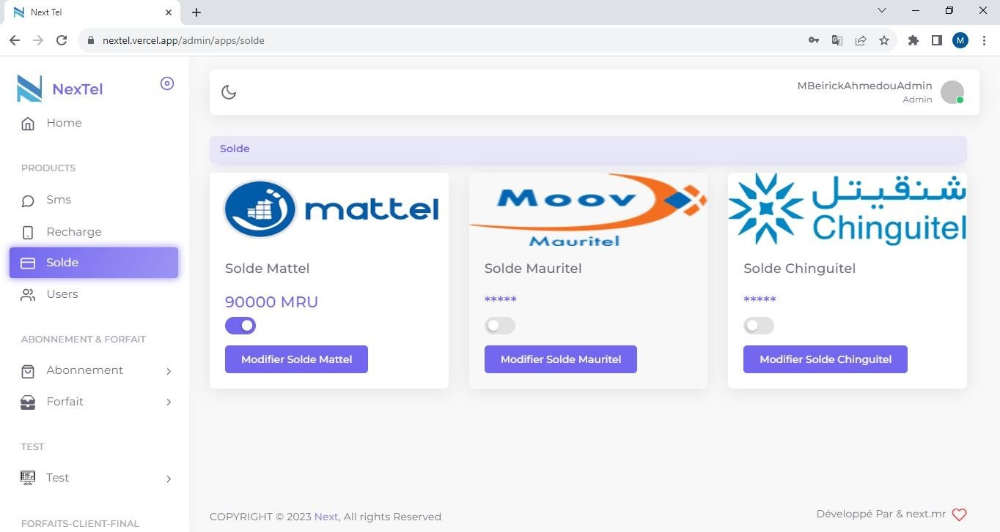 Next Tel
nextel.vercel.app/admin/apps/solde
M
NexTel
Home
PRODUCTS
Sms
Recharge
Solde
Users
ABONNEMENT & FORFAIT
Abonnement
Forfait
TEST
Test
FORFAITS-CLIENT-FINAL
MBeirickAhmedouAdmin
Admin
Solde
mattel
Solde Mattel
90000 MRU
Modifier Solde Mattel
Moov
Mauritel
Solde Mauritel
*****
Modifier Solde Mauritel
شنقيتل
Chinguitel
Solde Chinguitel
*****
Modifier Solde Chinguitel
COPYRIGHT © 2023 Next, All rights Reserved
Développé Par & next.mr